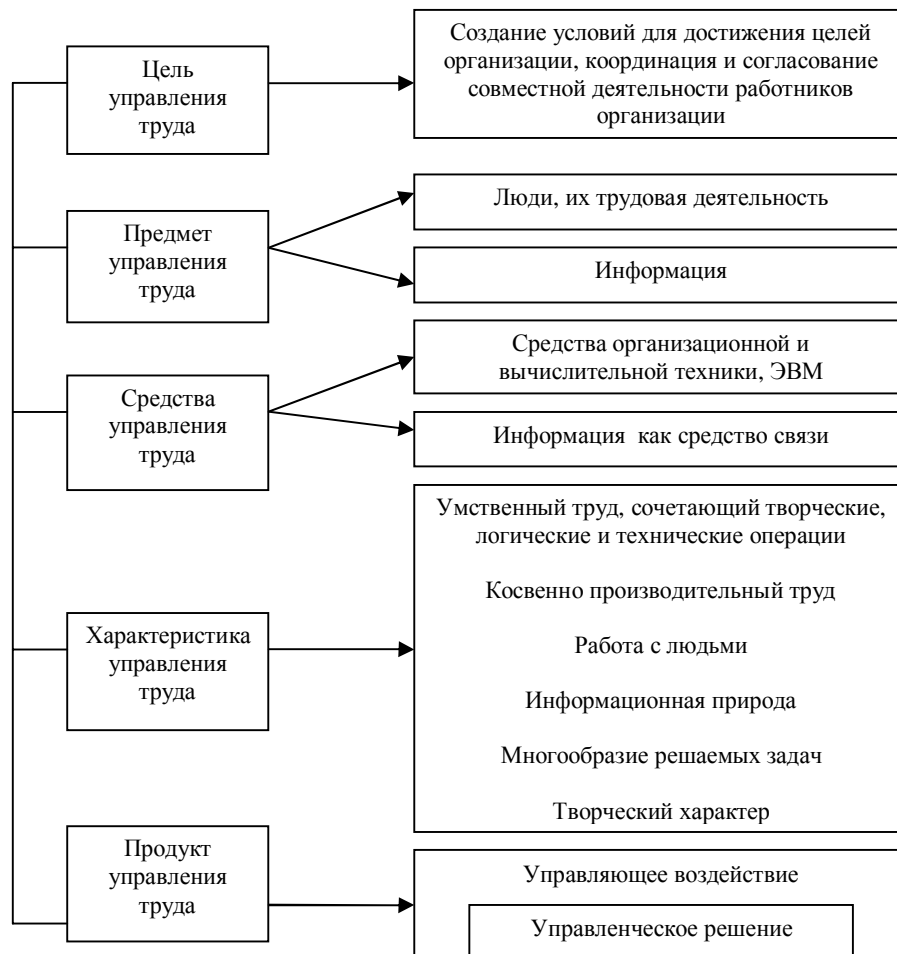 Цель
управления
труда
Создание условий для достижения целей
организации, координация и согласование
совместной деятельности работников
организации
Предмет
управления
труда
Люди, их трудовая деятельность
Информация
Средства
управления
труда
Средства организационной и
вычислительной техники, ЭВМ
Информация как средство связи
Характеристика
управления
труда
Умственный труд, сочетающий творческие,
логические и технические операции
Косвенно производительный труд
Работа с людьми
Информационная природа
Многообразие решаемых задач
Творческий характер
Продукт
управления
труда
Управляющее воздействие
Управленческое решение